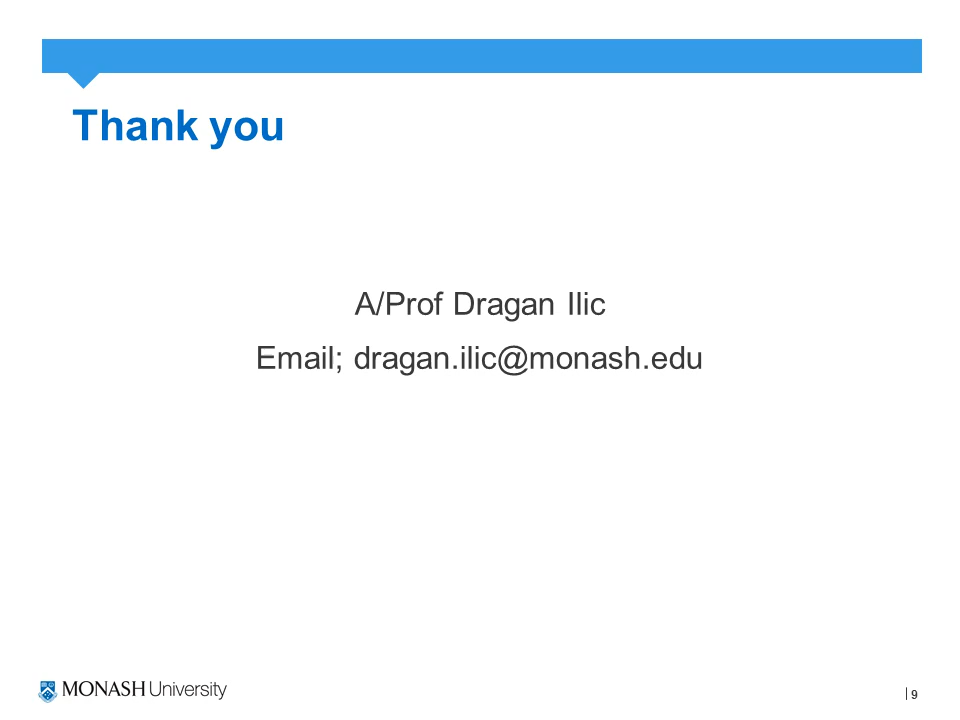 Thank you
A/Prof Dragan Ilic
Email; dragan.ilic@monash.edu
MONASH University
9